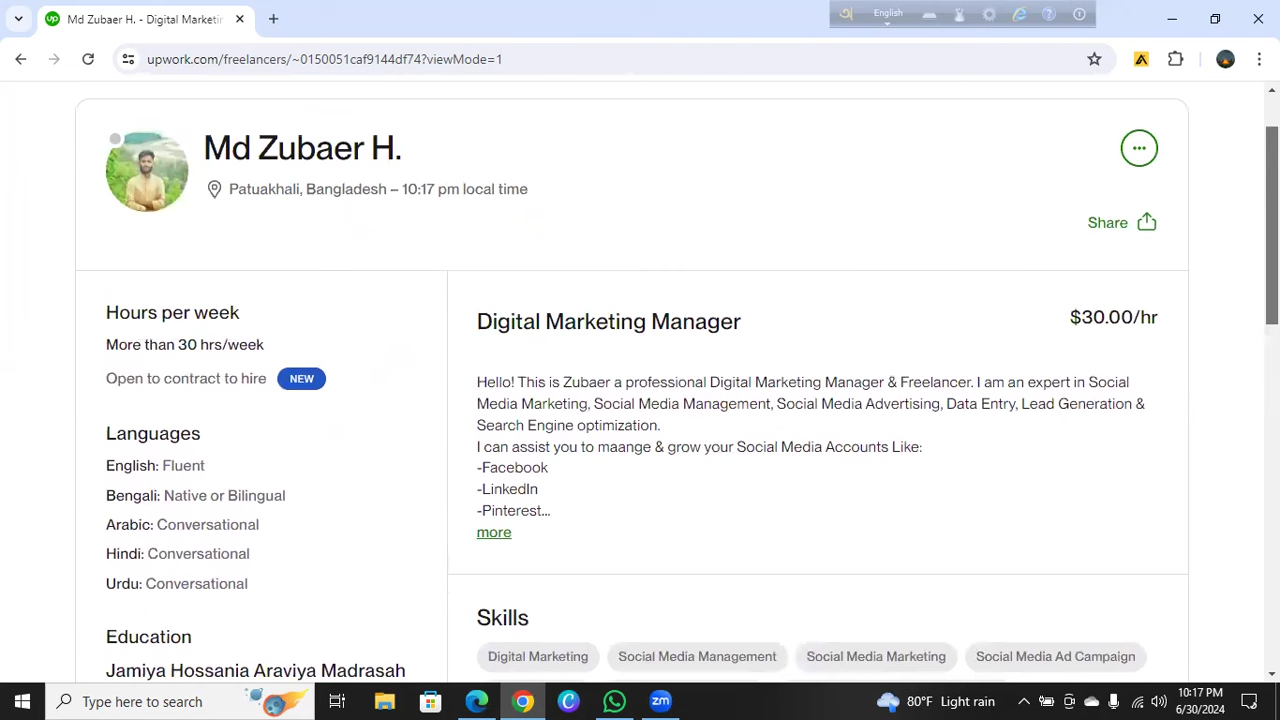 Md Zubaer H. - Digital Marketin
English
upwork.com/freelancers/~0150051caf9144df74?viewMode=1
Md Zubaer H.
Patuakhali, Bangladesh – 10:17 pm local time
Share
Hours per week
More than 30 hrs/week
Open to contract to hire NEW
Languages
English: Fluent
Bengali: Native or Bilingual
Arabic: Conversational
Hindi: Conversational
Urdu: Conversational
Education
Jamiya Hossania Araviya Madrasah
Digital Marketing Manager
$30.00/hr
Hello! This is Zubaer a professional Digital Marketing Manager & Freelancer. I am an expert in Social
Media Marketing, Social Media Management, Social Media Advertising, Data Entry, Lead Generation &
Search Engine optimization.
I can assist you to maange & grow your Social Media Accounts Like:
-Facebook
-LinkedIn
-Pinterest...
more
Skills
Digital Marketing Social Media Management Social Media Marketing Social Media Ad Campaign
Type here to search
80°F Light rain
10:17 PM
6/30/2024